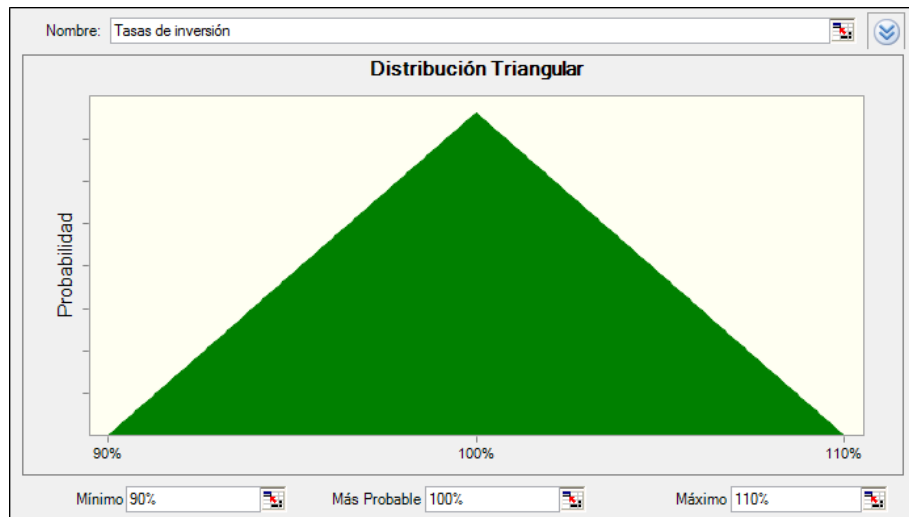 Nombre: Tasas de inversión
Distribución Triangular
Probabilidad
90% 100% 110%
Mínimo 90% Más Probable 100% Máximo 110%